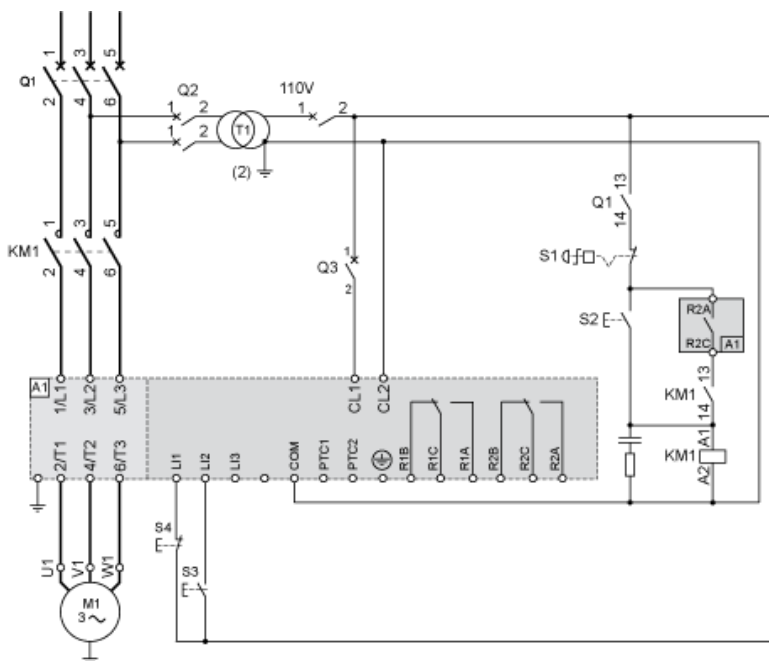 1 3 5
Q1
2 4 6
Q2
1 2
1 2
T1
(2)
110V
1 2
13
Q1
14
1 3 5
KM1
2 4 6
1
Q3
2
S1
S2
R2A
R2C
A1
13
KM1
14
A1
KM1
A2
A1
1/L1 3/L2 5/L3
CL1 CL2
2/T1 4/T2 6/T3
LI1 LI2 LI3 COM PTC1 PTC2 R1B R1C R1A R2B R2C R2A
S4
S3
U1 V1 W1
M1
3